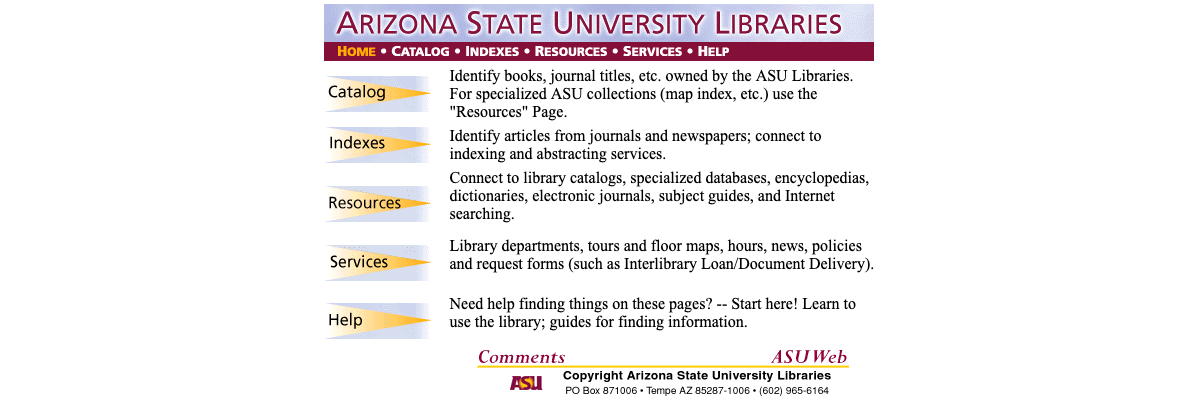 ARIZONA STATE UNIVERSITY LIBRARIES
HOME • CATALOG • INDEXES • RESOURCES • SERVICES • HELP
Catalog
Identify books, journal titles, etc. owned by the ASU Libraries.
For specialized ASU collections (map index, etc.) use the
"Resources" Page.
Indexes
Identify articles from journals and newspapers; connect to
indexing and abstracting services.
Resources
Connect to library catalogs, specialized databases, encyclopedias,
dictionaries, electronic journals, subject guides, and Internet
searching.
Services
Library departments, tours and floor maps, hours, news, policies
and request forms (such as Interlibrary Loan/Document Delivery).
Help
Need help finding things on these pages? -- Start here! Learn to
use the library; guides for finding information.
Comments
ASU Web
ASU
Copyright Arizona State University Libraries
PO Box 871006 • Tempe AZ 85287-1006 • (602) 965-6164